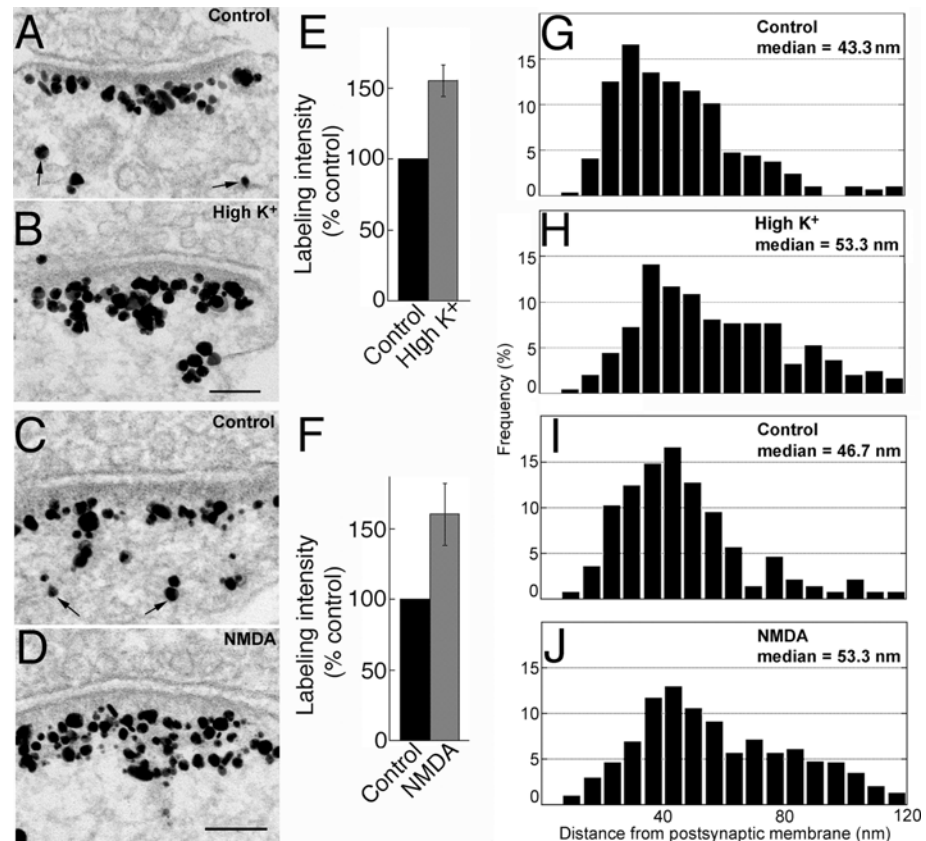 A
Control
B
High K+
C
Control
D
NMDA
E
Labeling intensity
(% control)
150
100
50
0
Control
HIgh K+
F
Labeling intensity
(% control)
150
100
50
0
Control
NMDA
Frequency (%)
G
Control
median = 43.3 nm
15
10
5
0
H
High K+
median = 53.3 nm
15
10
5
0
I
Control
median = 46.7 nm
15
10
5
0
J
NMDA
median = 53.3 nm
15
10
5
0
40
80
120
Distance from postsynaptic membrane (nm)